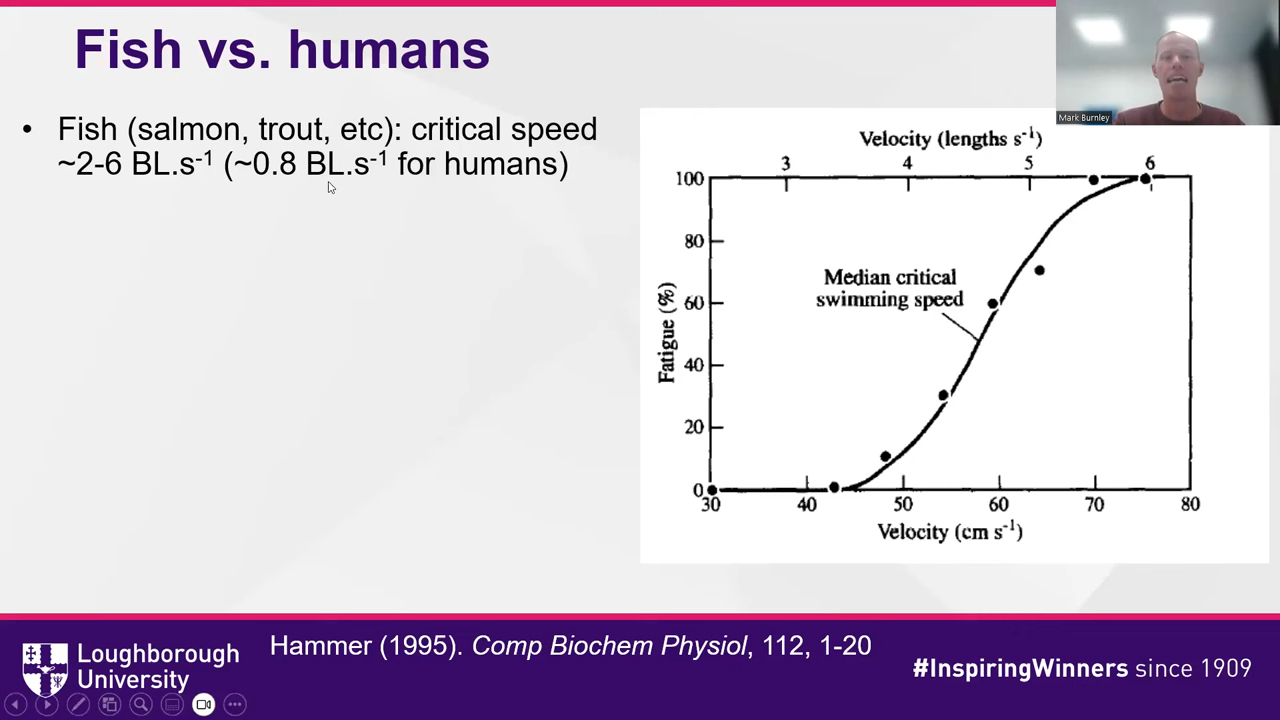 Fish vs. humans
• Fish (salmon, trout, etc): critical speed
~2-6 BL.s-1 (~0.8 BL.s-1 for humans)
Mark Burnley
Velocity (lengths s-1)
3 4 5 6
100
80
60
40
20
0
Fatigue (%)
Median critical
swimming speed
30 40 50 60 70 80
Velocity (cm s-1)
Hammer (1995). Comp Biochem Physiol, 112, 1-20
Loughborough
University
#InspiringWinners since 1909